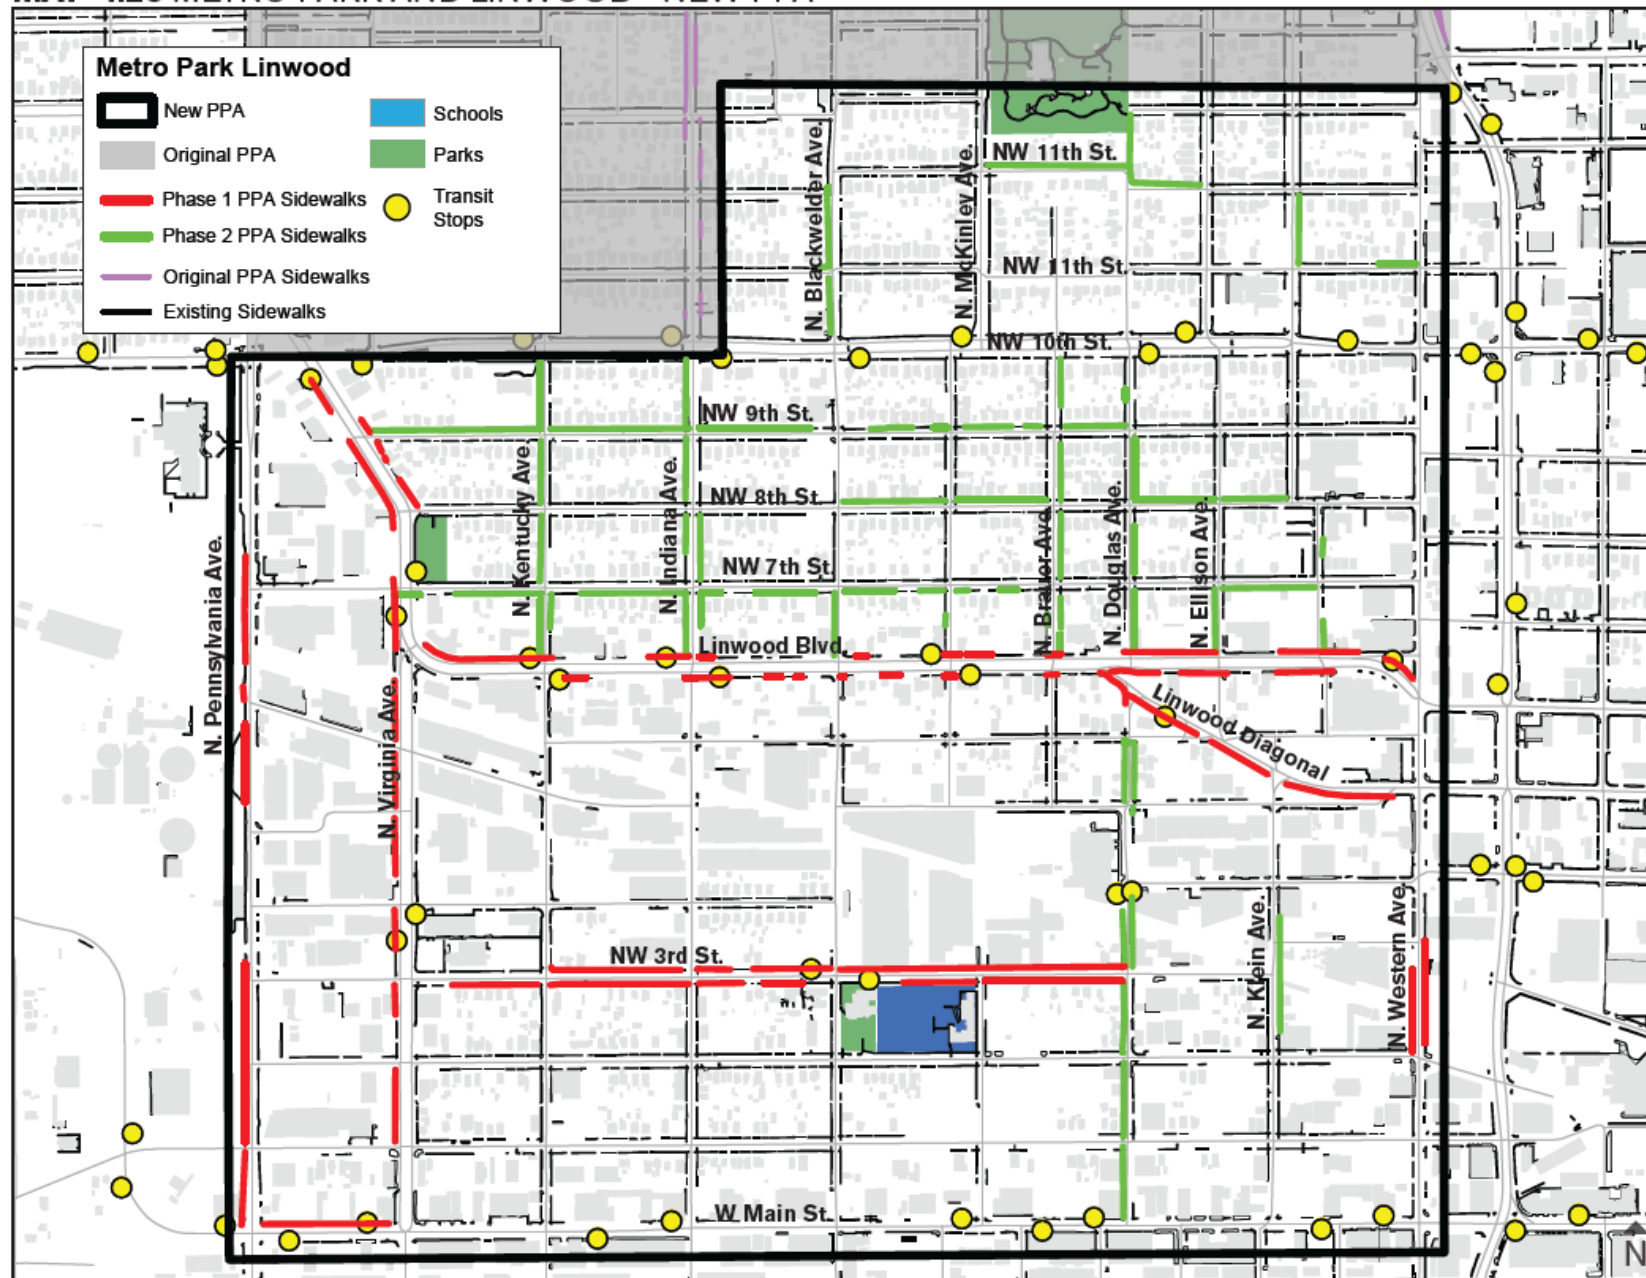 Metro Park Linwood
New PPA
Original PPA
Phase 1 PPA Sidewalks
Phase 2 PPA Sidewalks
Original PPA Sidewalks
Existing Sidewalks
Schools
Parks
Transit
Stops
N. Blackwelder Ave.
N. McKinley Ave.
NW 11th St.
NW 11th St.
NW 10th St.
NW 9th St.
NW 8th St.
NW 7th St.
N. Kentucky Ave.
N. Indiana Ave.
N. Brauer Ave.
N. Douglas Ave.
N. Ellison Ave.
Linwood Blvd.
Linwood Diagonal
N. Pennsylvania Ave.
N. Virginia Ave.
NW 3rd St.
N. Klein Ave.
N. Western Ave.
W Main St.
N